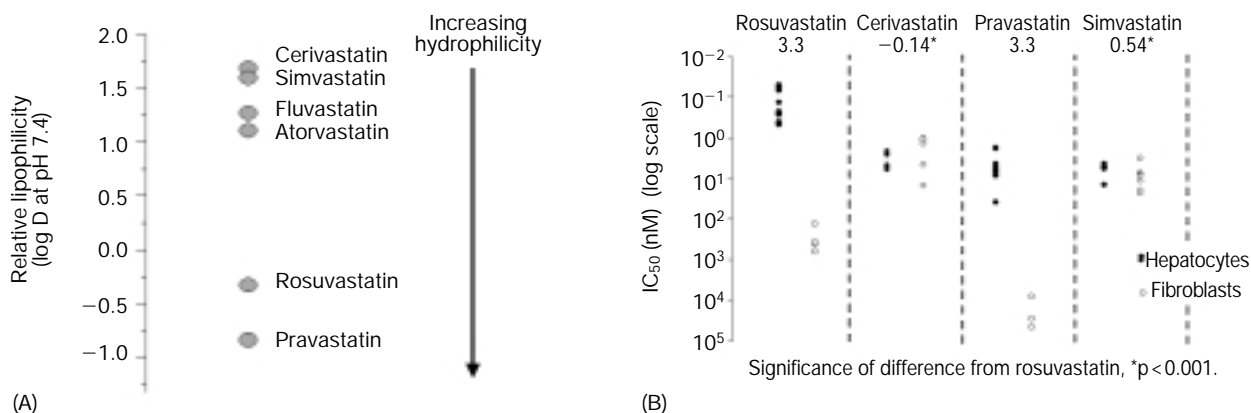 Relative lipophilicity
(log D at pH 7.4)
2.0
1.5
1.0
0.5
0.0
−0.5
−1.0
Cerivastatin
Simvastatin
Fluvastatin
Atorvastatin
Rosuvastatin
Pravastatin
Increasing
hydrophilicity
(A)
Rosuvastatin Cerivastatin Pravastatin Simvastatin
3.3 −0.14* 3.3 0.54*
IC₅₀ (nM) (log scale)
10⁻²
10⁻¹
10⁰
10¹
10²
10³
10⁴
10⁵
Hepatocytes
Fibroblasts
Significance of difference from rosuvastatin, *p<0.001.
(B)